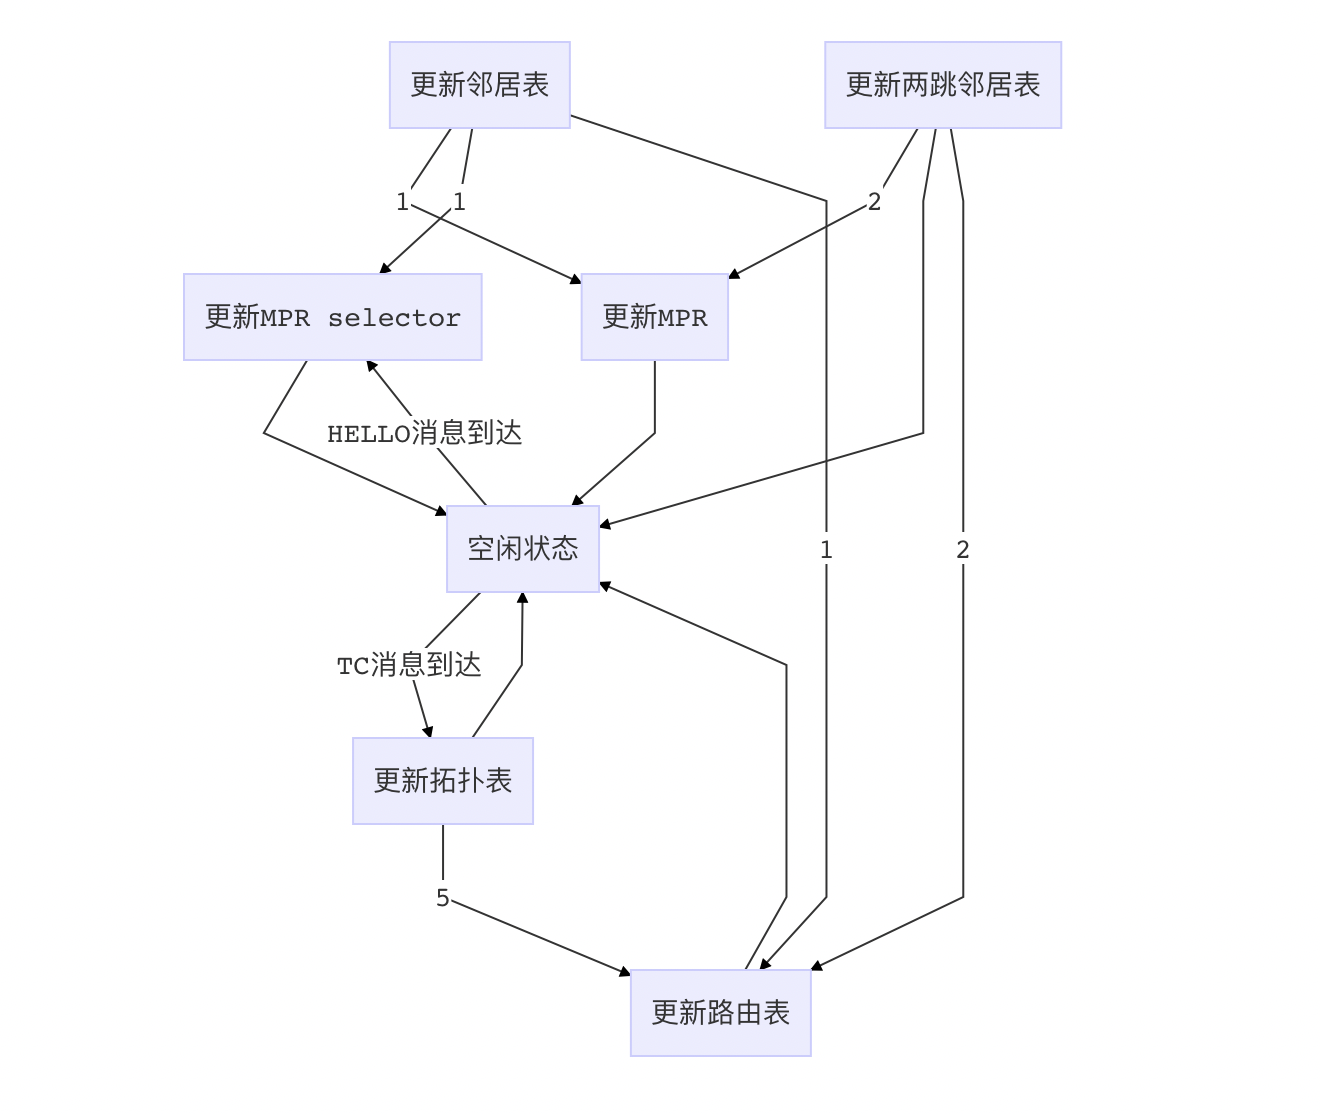 更新邻居表
更新两跳邻居表
1
1
2
更新MPR selector
更新MPR
HELLO消息到达
空闲状态
1
2
TC消息到达
更新拓扑表
5
更新路由表